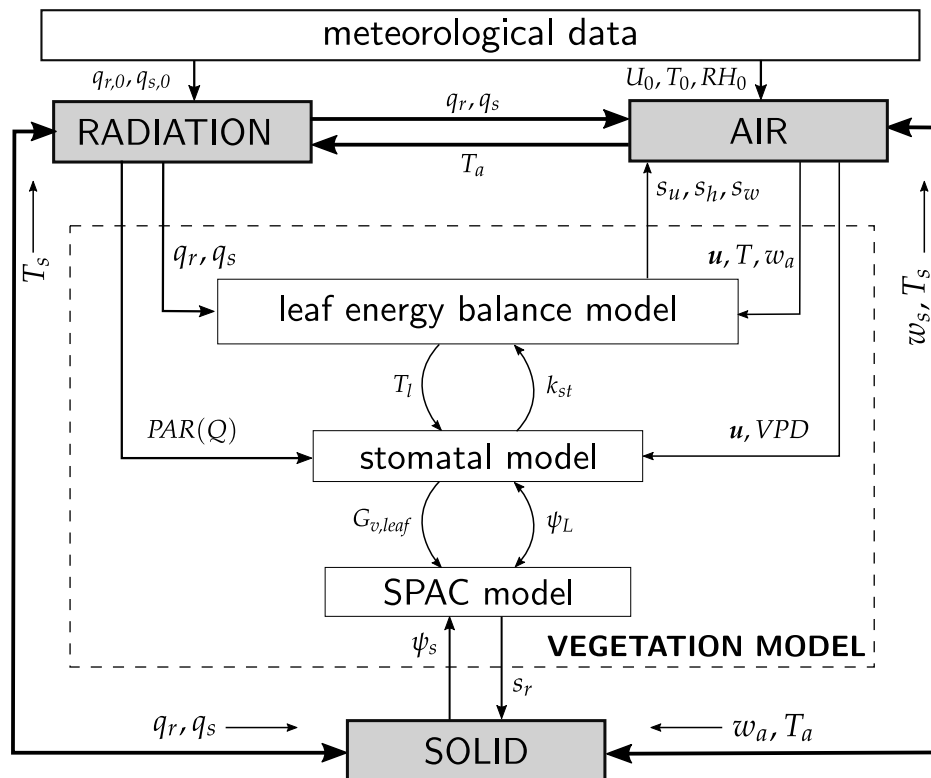 meteorological data
q_{r,0}, q_{s,0}
U_0, T_0, RH_0
RADIATION
q_r, q_s
AIR
T_a
s_u, s_h, s_w
T_s
q_r, q_s
u, T, w_a
w_s, T_s
leaf energy balance model
T_l
k_{st}
PAR(Q)
u, VPD
stomatal model
G_{v,leaf}
ψ_L
SPAC model
ψ_s
VEGETATION MODEL
s_r
q_r, q_s
w_a, T_a
SOLID